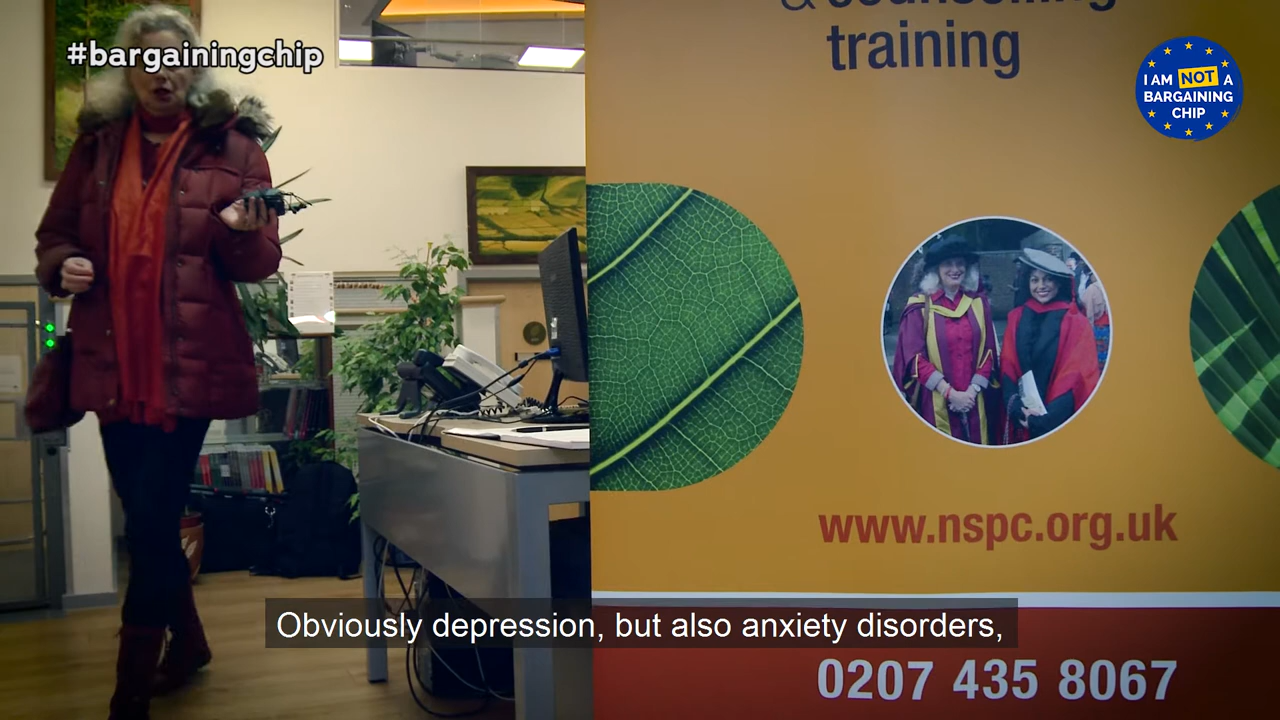 #bargainingchip
& counselling
training
I AM NOT A
BARGAINING
CHIP
www.nspc.org.uk
Obviously depression, but also anxiety disorders,
0207 435 8067